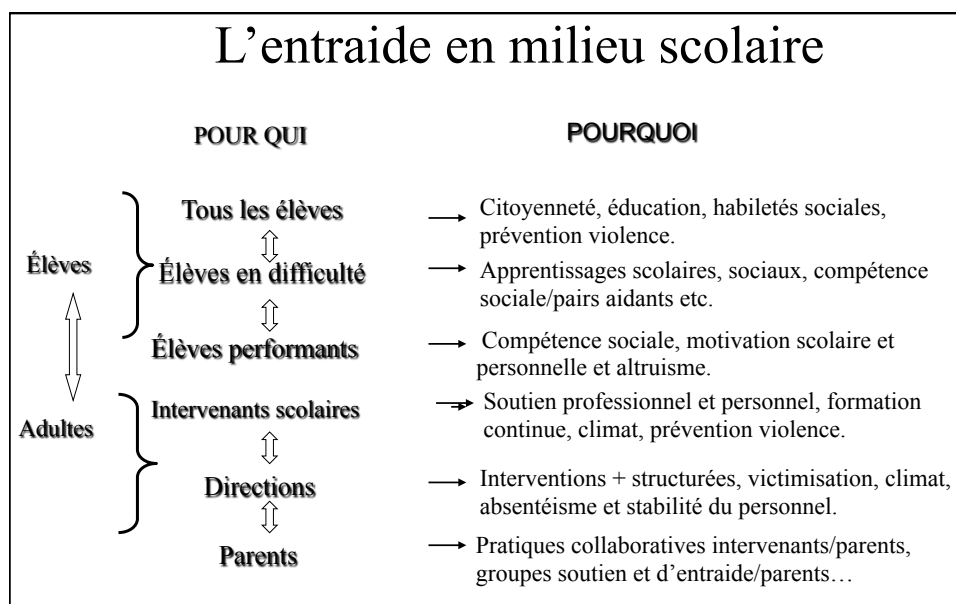 L’entraide en milieu scolaire
POUR QUI
POURQUOI
Élèves
Adultes
Tous les élèves
Citoyenneté, éducation, habiletés sociales,
prévention violence.
Élèves en difficulté
Apprentissages scolaires, sociaux, compétence
sociale/pairs aidants etc.
Élèves performants
Compétence sociale, motivation scolaire et
personnelle et altruisme.
Intervenants scolaires
Soutien professionnel et personnel, formation
continue, climat, prévention violence.
Directions
Interventions + structurées, victimisation, climat,
absentéisme et stabilité du personnel.
Parents
Pratiques collaboratives intervenants/parents,
groupes soutien et d’entraide/parents…